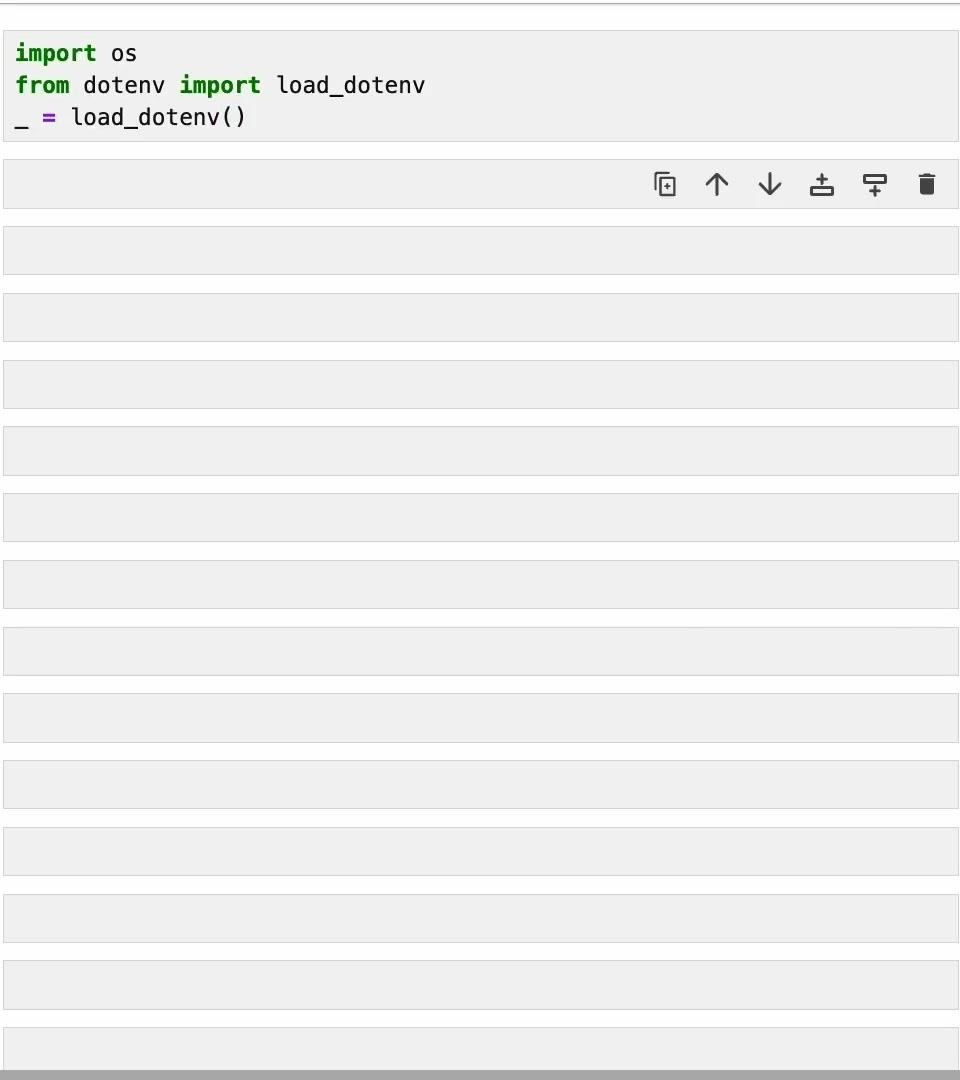 import os
from dotenv import load_dotenv
_ = load_dotenv()